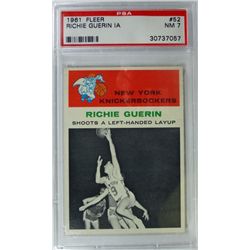 PSA
1961 FLEER #52
RICHIE GUERIN IA NM 7
30737057
NEW YORK
KNICKERBOCKERS
RICHIE GUERIN
SHOOTS A LEFT-HANDED LAYUP